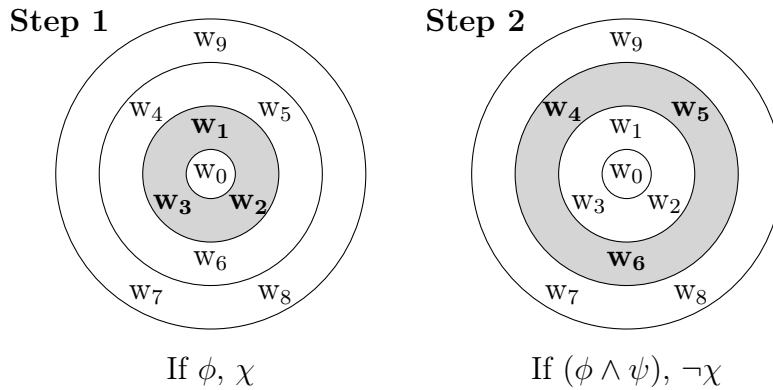 Step 1
Step 2
w₉
w₄ w₅
w₁
w₀
w₃ w₂
w₆
w₇ w₈
If ϕ, χ
w₉
w₄ w₅
w₁
w₀
w₃ w₂
w₆
w₇ w₈
If (ϕ ∧ ψ), ¬χ